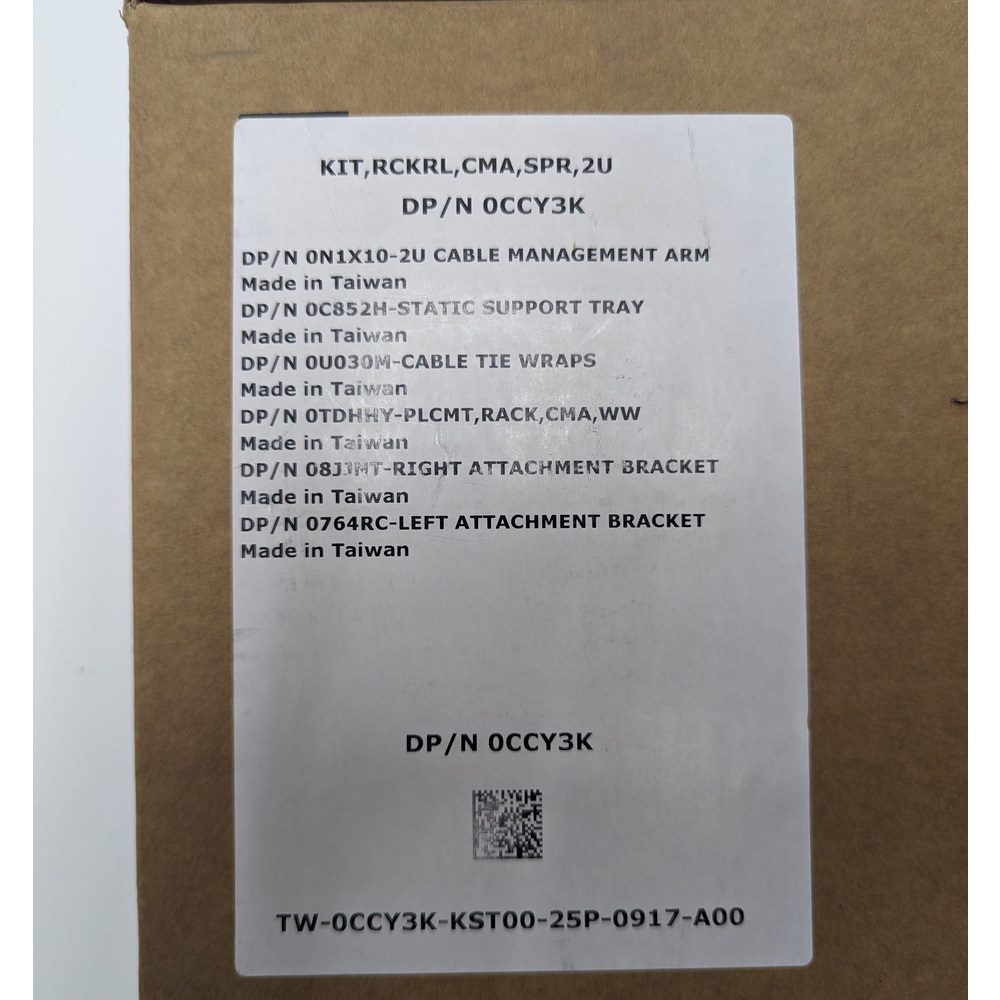 KIT,RCKRL,CMA,SPR,2U
DP/N 0CCY3K
DP/N 0N1X10-2U CABLE MANAGEMENT ARM
Made in Taiwan
DP/N 0C852H-STATIC SUPPORT TRAY
Made in Taiwan
DP/N 0U030M-CABLE TIE WRAPS
Made in Taiwan
DP/N 0TDHHY-PLCMT,RACK,CMA,WW
Made in Taiwan
DP/N 08JJMT-RIGHT ATTACHMENT BRACKET
Made in Taiwan
DP/N 0764RC-LEFT ATTACHMENT BRACKET
Made in Taiwan
DP/N 0CCY3K
TW-0CCY3K-KST00-25P-0917-A00